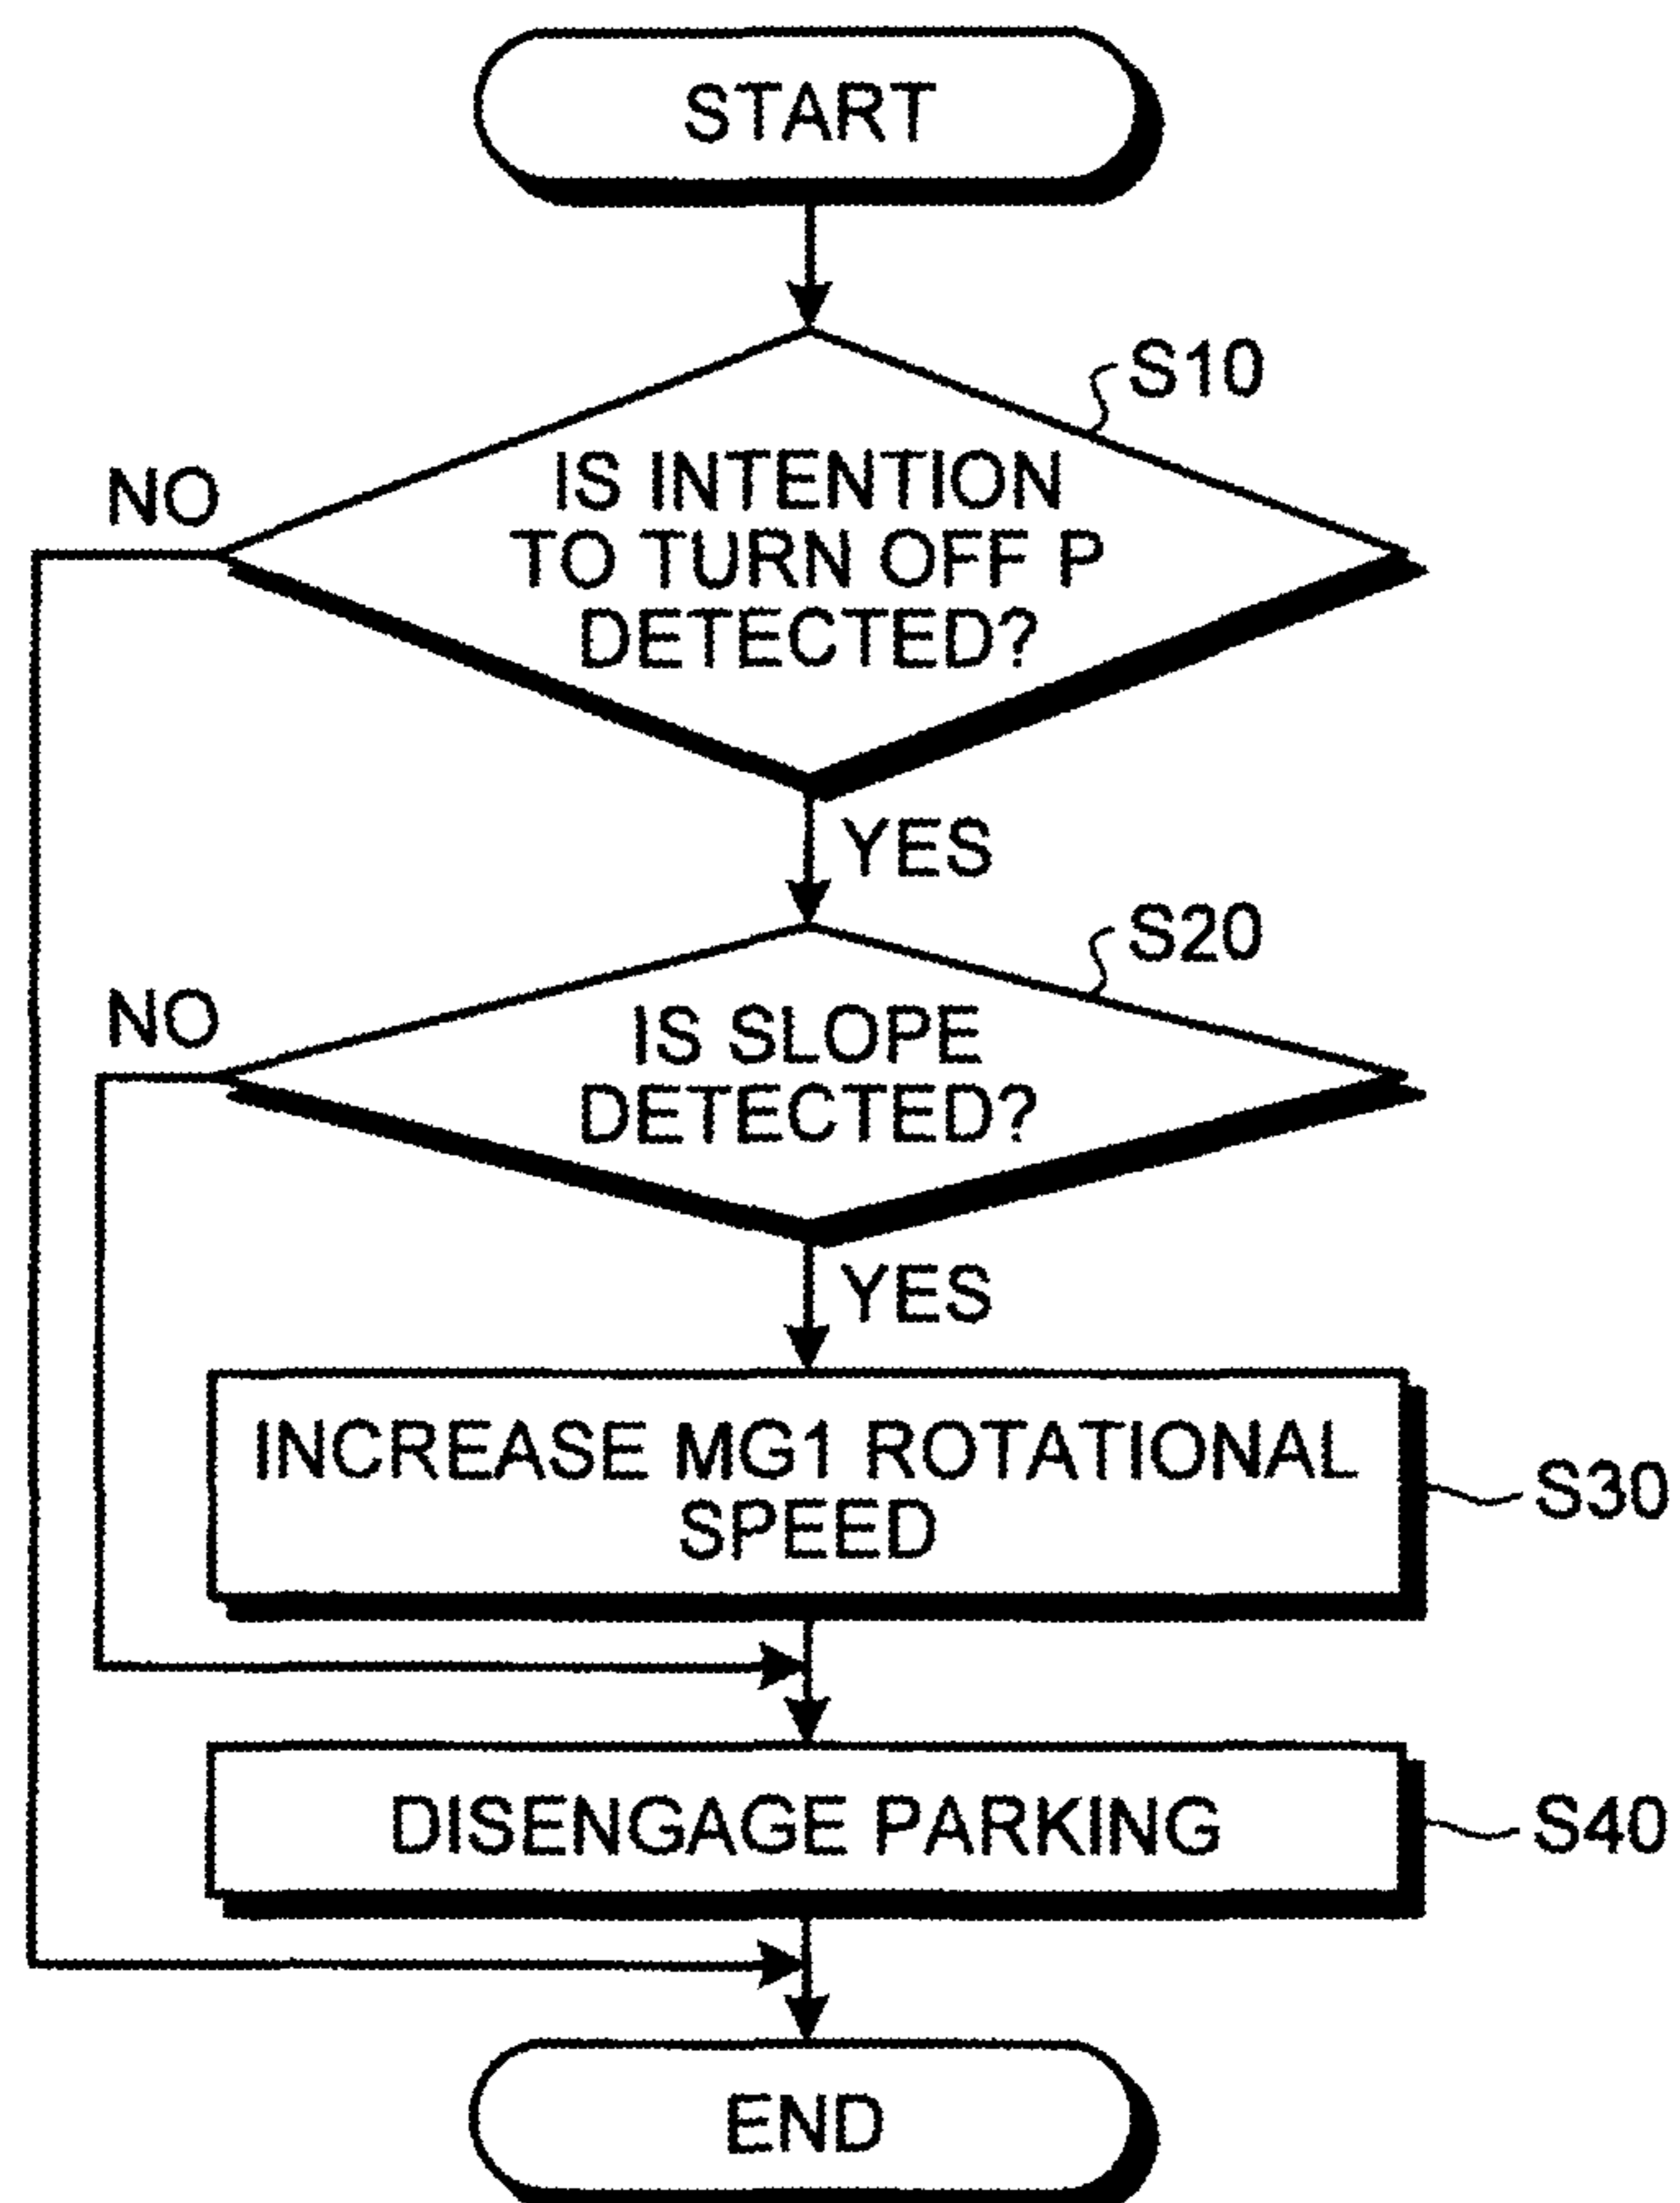 START
S10
NO
IS INTENTION
TO TURN OFF P
DETECTED?
YES
S20
NO
IS SLOPE
DETECTED?
YES
INCREASE MG1 ROTATIONAL
SPEED
S30
DISENGAGE PARKING
S40
END